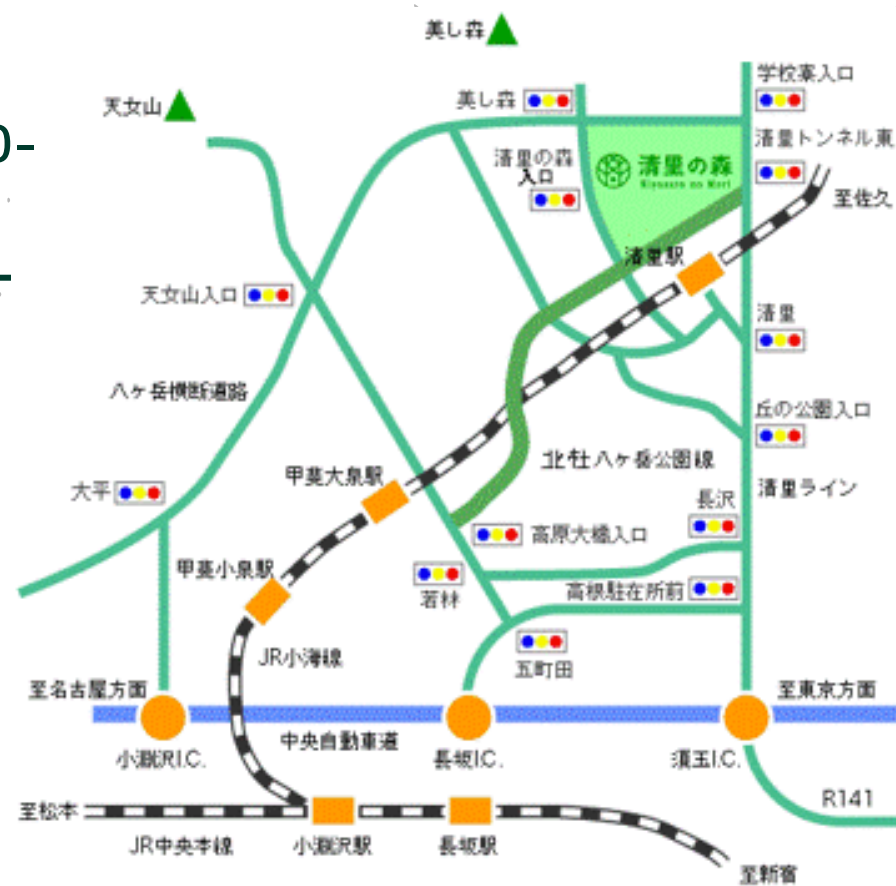 美し森
天女山
学校寮入口
美し森
清里トンネル東
清里の森
入口
清里の森
Kiyosato no Mori
至佐久
清里駅
天女山入口
清里
八ヶ岳横断道路
丘の公園入口
北杜八ヶ岳公園線
甲斐大泉駅
清里ライン
大平
長沢
高原大橋入口
甲斐小泉駅
若林
高根駐在所前
JR小海線
五町田
至名古屋方面
至東京方面
中央自動車道
小淵沢I.C.
長坂I.C.
須玉I.C.
R141
至松本
JR中央本線
小淵沢駅
長坂駅
至新宿